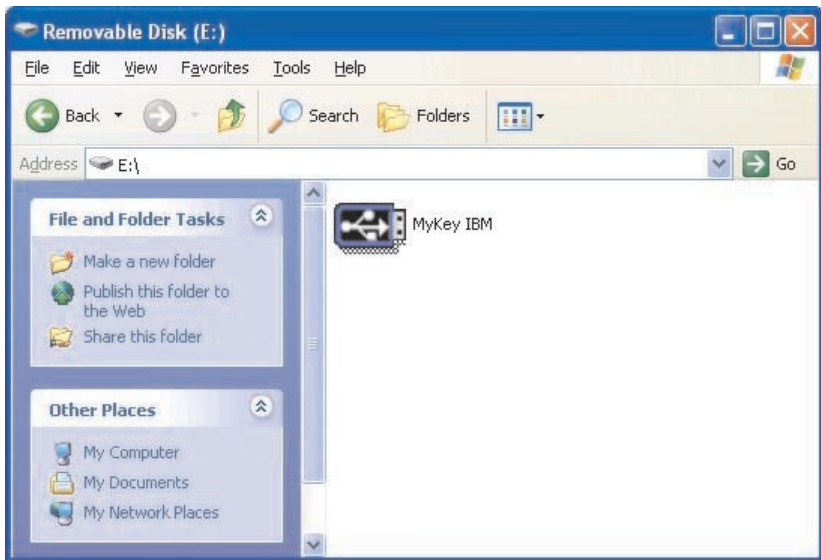 Removable Disk (E:)
File Edit View Favorites Tools Help
Back Search Folders
Address E:\ Go
File and Folder Tasks
Make a new folder
Publish this folder to
the Web
Share this folder
MyKey IBM
Other Places
My Computer
My Documents
My Network Places